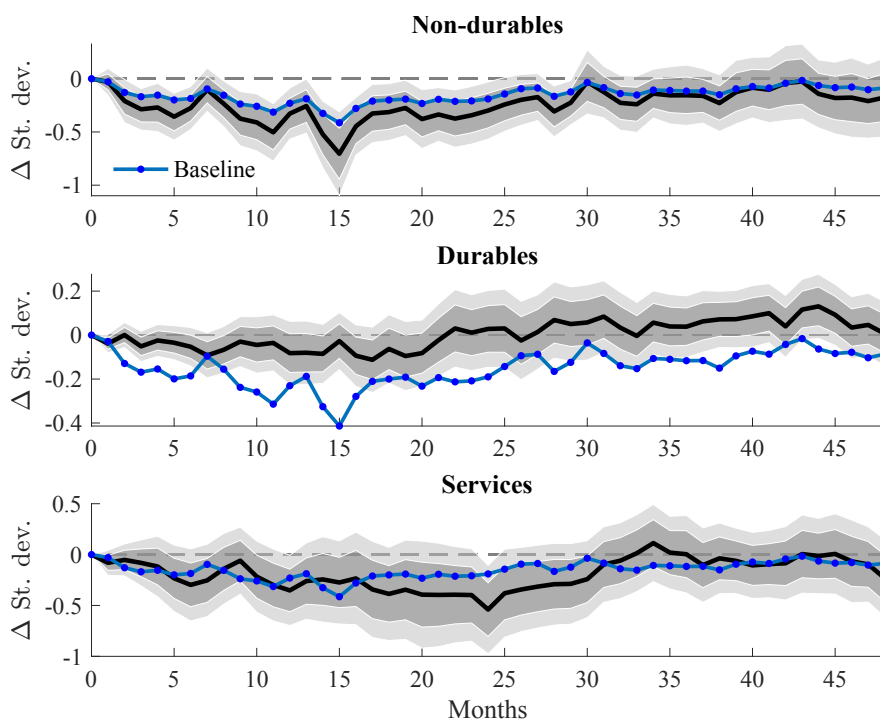 Non-durables
Δ St. dev.
0
-0.5
-1
Baseline
0 5 10 15 20 25 30 35 40 45
Durables
Δ St. dev.
0.2
0
-0.2
-0.4
0 5 10 15 20 25 30 35 40 45
Services
Δ St. dev.
0.5
0
-0.5
-1
0 5 10 15 20 25 30 35 40 45
Months